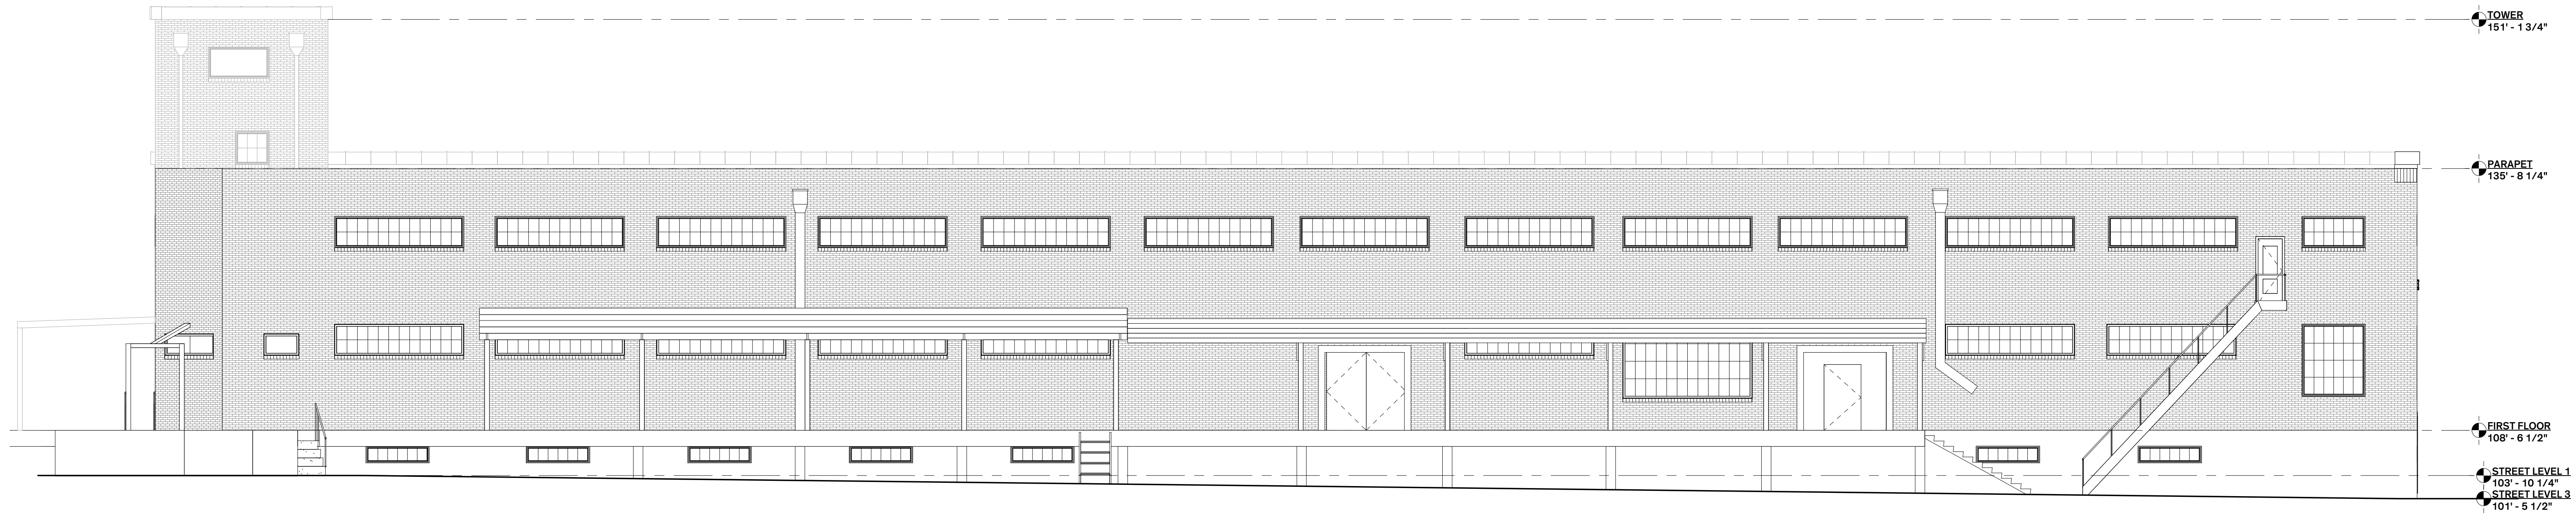 TOWER
151' - 1 3/4"
PARAPET
135' - 8 1/4"
FIRST FLOOR
108' - 6 1/2"
STREET LEVEL 1
103' - 10 1/4"
STREET LEVEL 3
101' - 5 1/2"